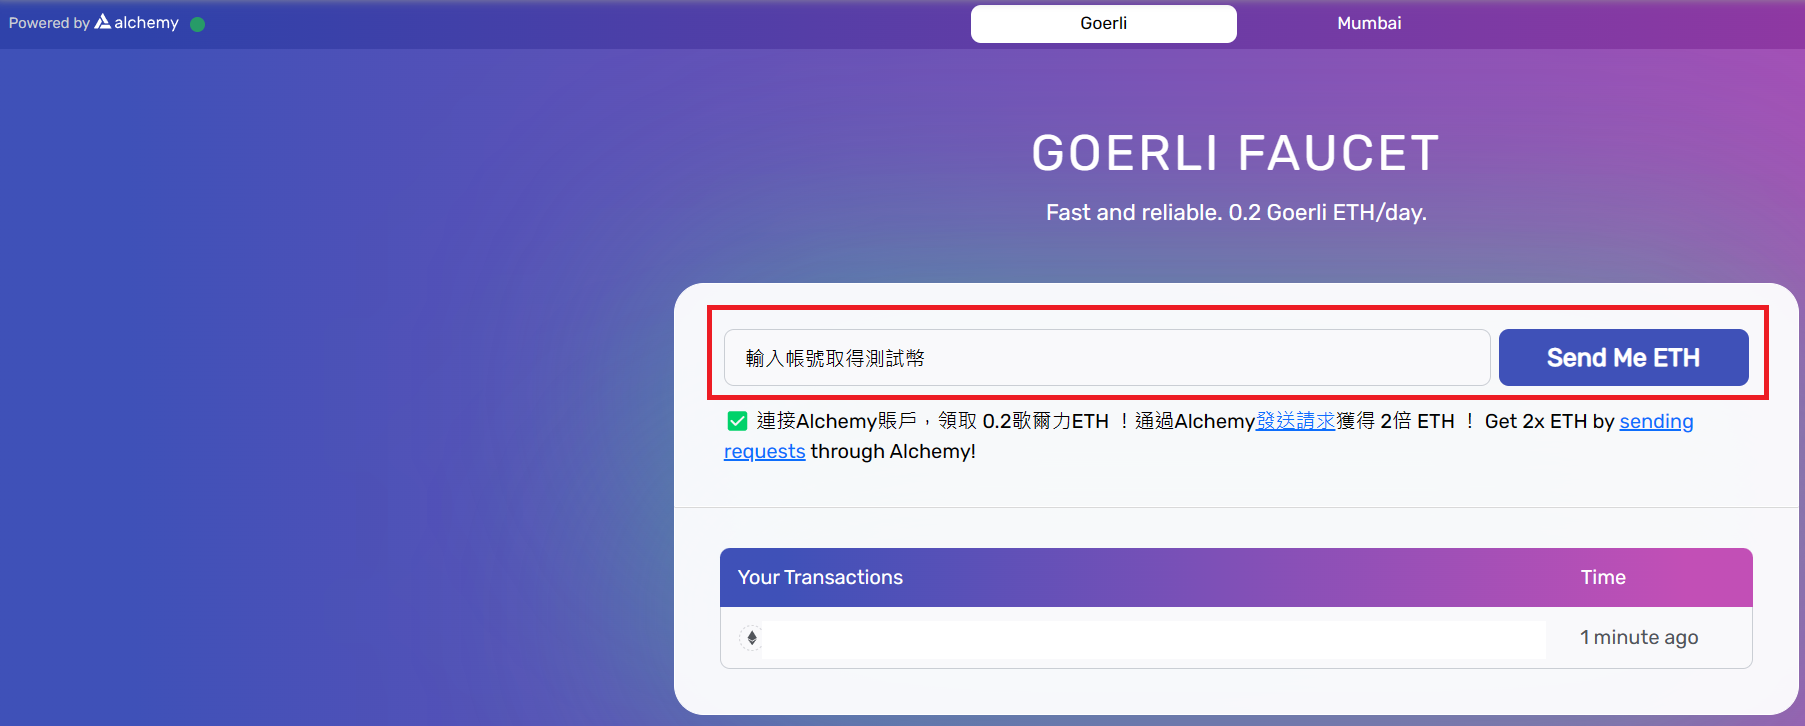 Powered by alchemy
Goerli
Mumbai
GOERLI FAUCET
Fast and reliable. 0.2 Goerli ETH/day.
輸入帳號取得測試幣
Send Me ETH
連接Alchemy賬戶，領取 0.2歌爾力ETH ！通過Alchemy發送請求獲得 2倍 ETH ！ Get 2x ETH by sending
requests through Alchemy!
Your Transactions
Time
1 minute ago